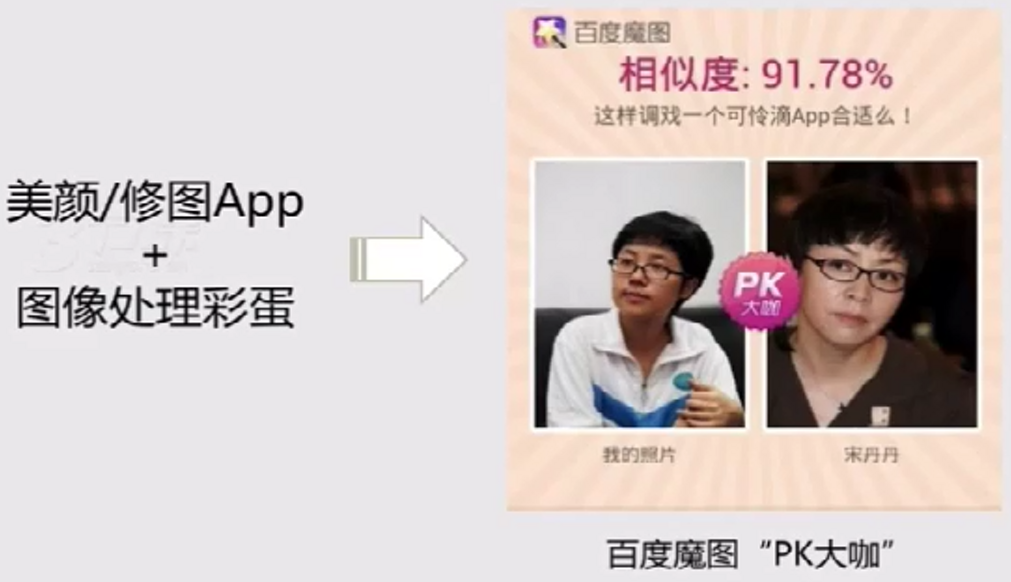 美颜/修图App
+
图像处理彩蛋
百度魔图
相似度: 91.78%
这样调戏一个可怜滴App合适么！
PK
大咖
我的照片
宋丹丹
百度魔图“PK大咖”